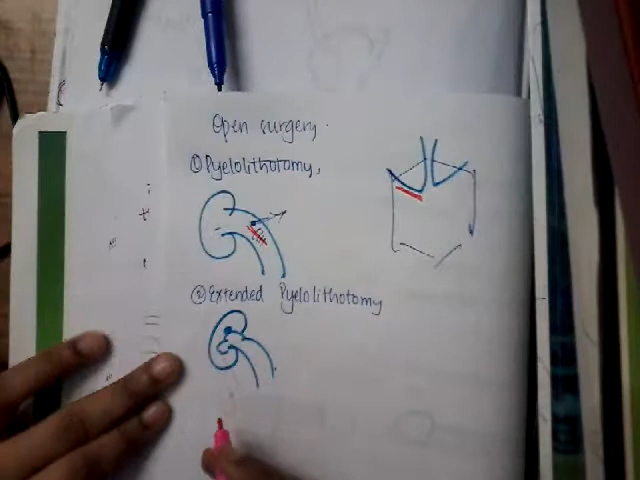 Open surgery.
① Pyelolithotomy,
② Extended Pyelolithotomy